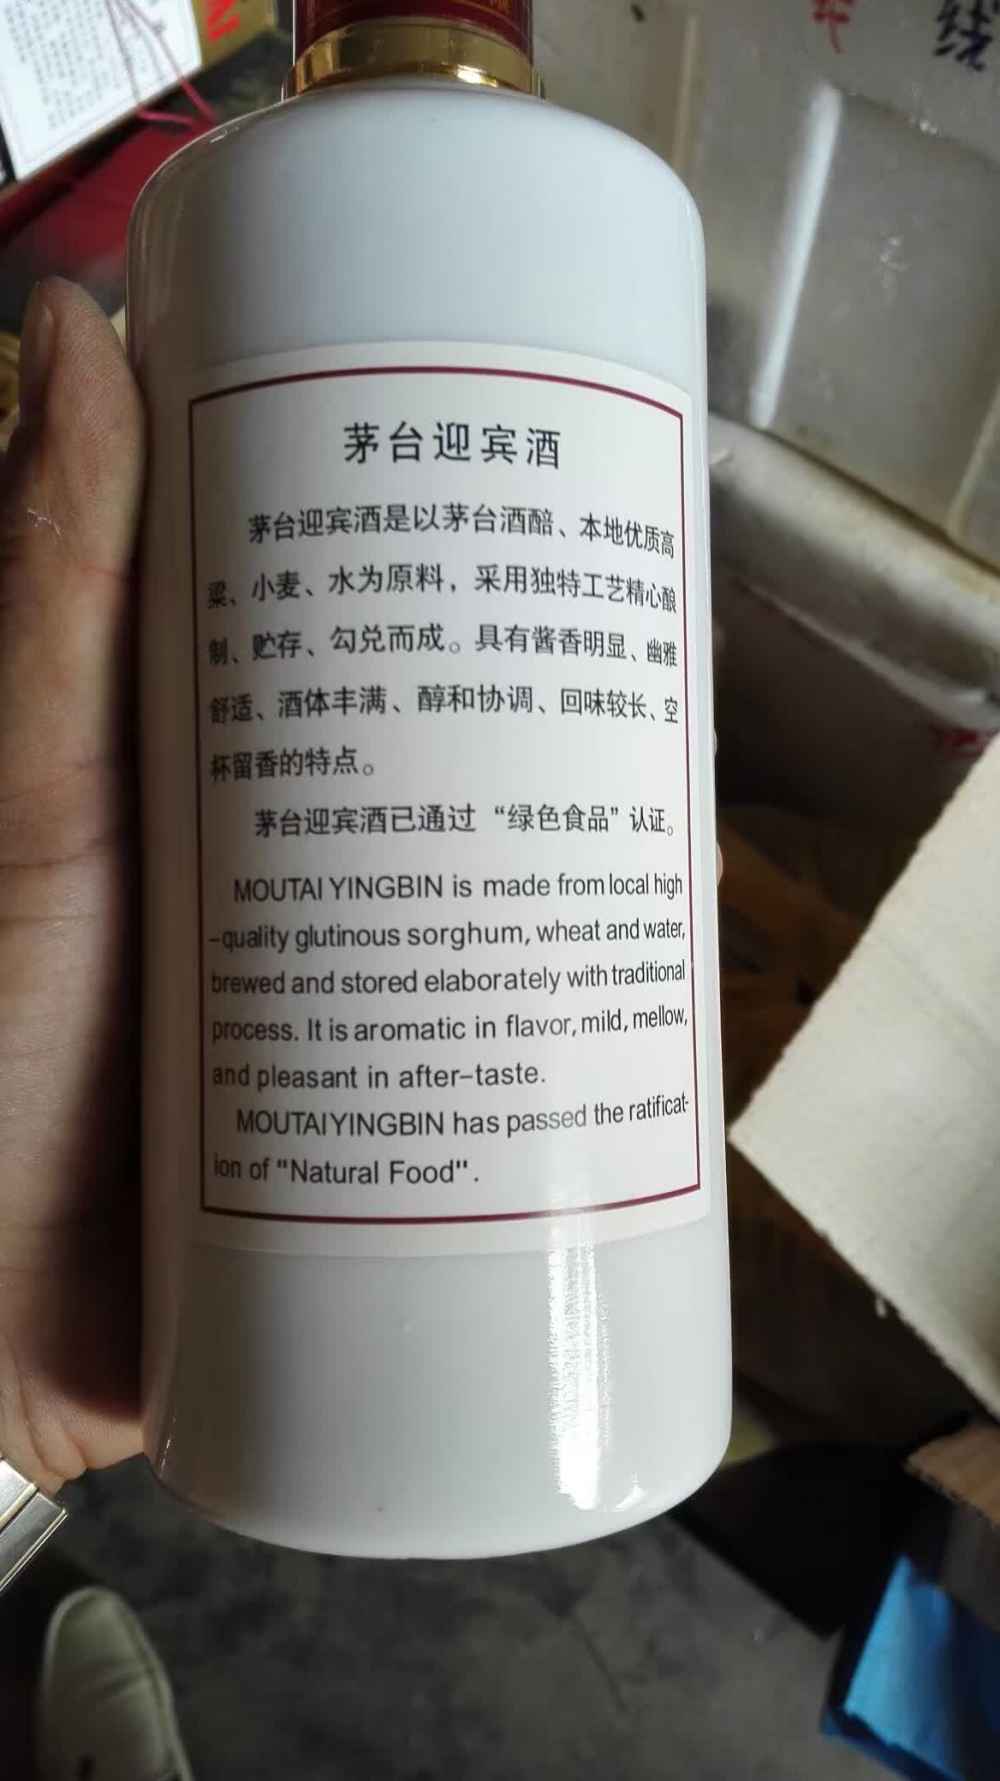 茅台迎宾酒
茅台迎宾酒是以茅台酒醅、本地优质高
粱、小麦、水为原料，采用独特工艺精心酿
制、贮存、勾兑而成。具有酱香明显、幽雅
舒适、酒体丰满、醇和协调、回味较长、空
杯留香的特点。
茅台迎宾酒已通过“绿色食品”认证。
MOUTAI YINGBIN is made from local high
-quality glutinous sorghum, wheat and water,
brewed and stored elaborately with traditional
process. It is aromatic in flavor, mild, mellow,
and pleasant in after-taste.
MOUTAIYINGBIN has passed the ratificat-
ion of "Natural Food".